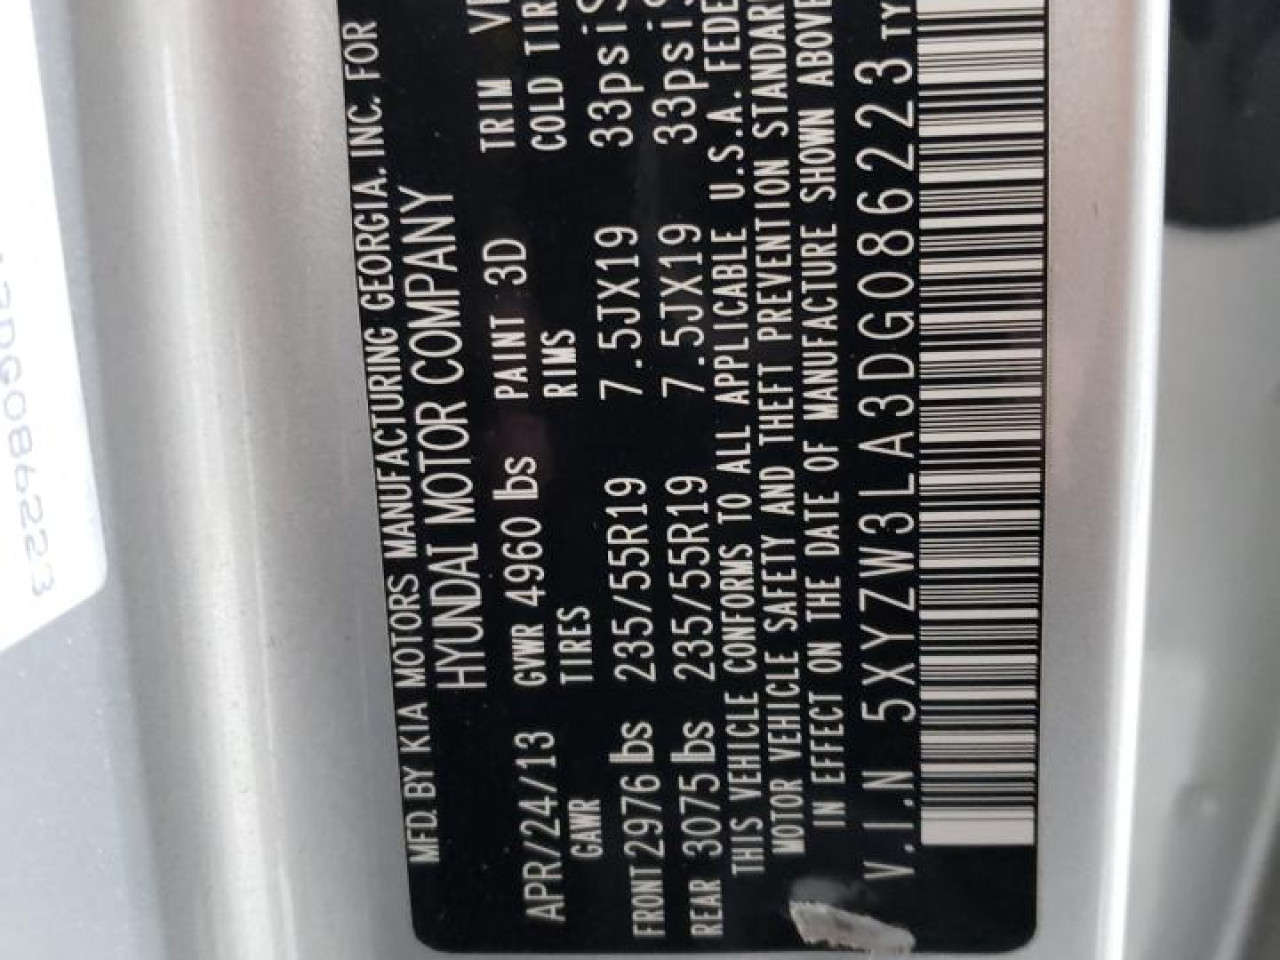 MFD. BY KIA MOTORS MANUFACTURING GEORGIA. INC. FOR
HYUNDAI MOTOR COMPANY
APR/24/13 GVWR 4960 lbs PAINT 3D TRIM
GAWR TIRES RIMS COLD TIR
FRONT 2976 lbs 235/55R19 7.5JX19 33psi
REAR 3075 lbs 235/55R19 7.5JX19 33psi
THIS VEHICLE CONFORMS TO ALL APPLICABLE U.S.A. FEDE
MOTOR VEHICLE SAFETY AND THEFT PREVENTION STANDAR
IN EFFECT ON THE DATE OF MANUFACTURE SHOWN ABOVE
V.I.N 5XYZW3LA3DG086223 TY
DG086223